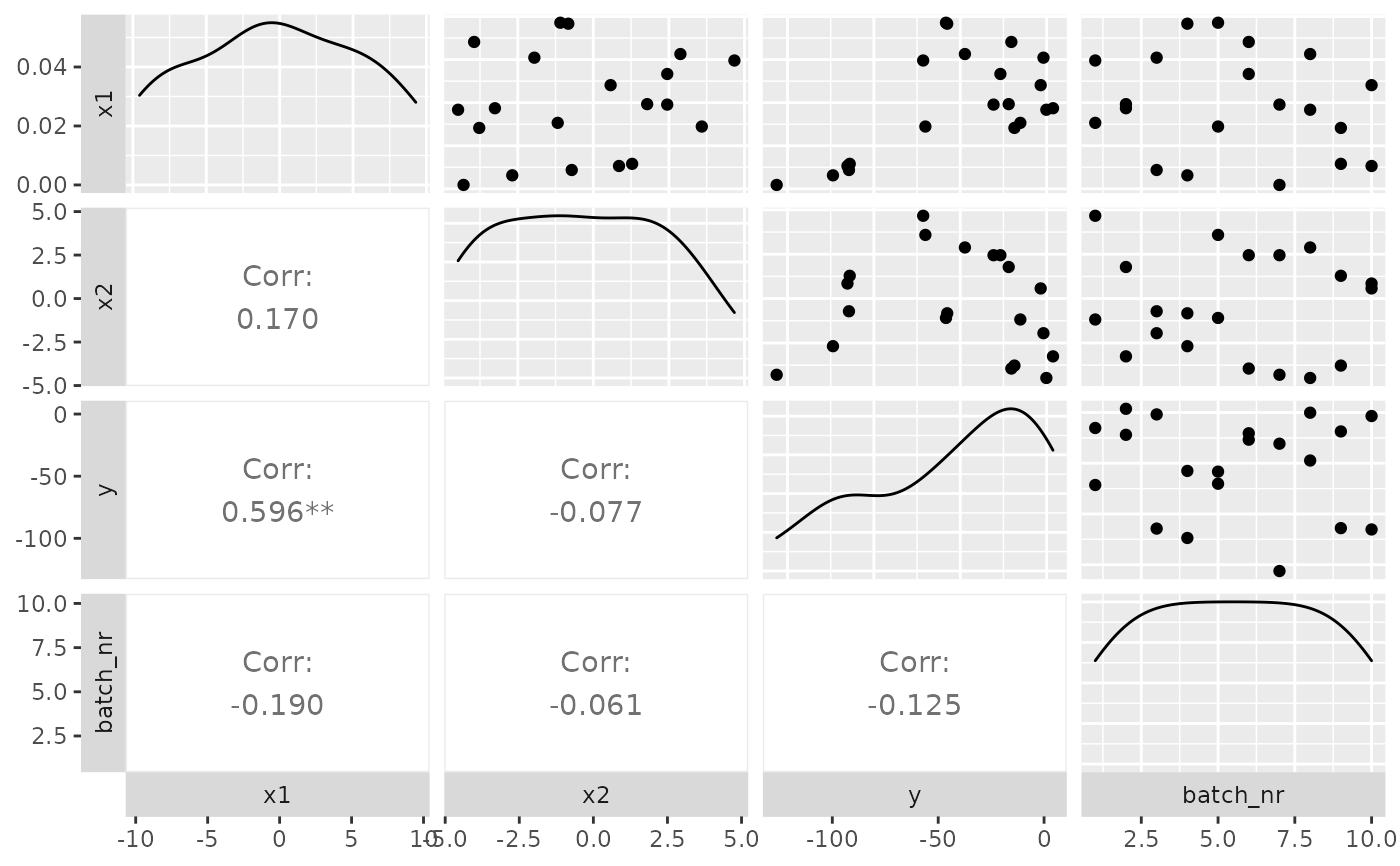 0.04
0.02
0.00
x1
5.0
2.5
0.0
-2.5
-5.0
x2
Corr:
0.170
0
-50
-100
y
Corr:
0.596**
Corr:
-0.077
10.0
7.5
5.0
2.5
batch_nr
Corr:
-0.190
Corr:
-0.061
Corr:
-0.125
x1
x2
y
batch_nr
-10 -5 0 5 10
-5.0 -2.5 0.0 2.5 5.0
-100 -50 0
2.5 5.0 7.5 10.0